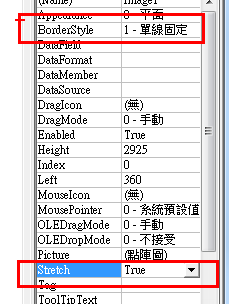 (Name) Image1
Appearance 0 - 平面
BorderStyle 1 - 單線固定
DataField
DataFormat
DataMember
DataSource
DragIcon (無)
DragMode 0 - 手動
Enabled True
Height 2925
Index 0
Left 360
MouseIcon (無)
MousePointer 0 - 系統預設值
OLEDragMode 0 - 手動
OLEDropMode 0 - 不接受
Picture (點陣圖)
Stretch True
Tag
ToolTipText